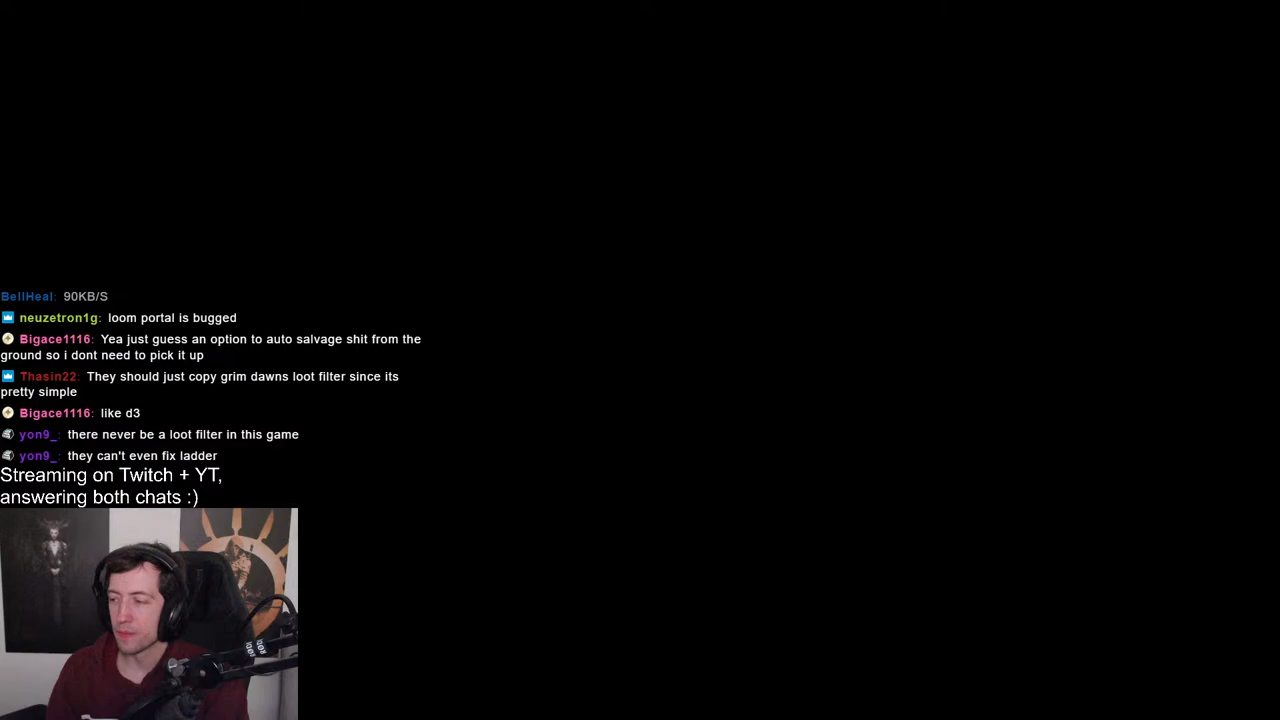 BellHeal: 90KB/S
neuzetron1g: loom portal is bugged
Bigace1116: Yea just guess an option to auto salvage shit from the
ground so i dont need to pick it up
Thasin22: They should just copy grim dawns loot filter since its
pretty simple
Bigace1116: like d3
yon9_: there never be a loot filter in this game
yon9_: they can't even fix ladder
Streaming on Twitch + YT,
answering both chats :)